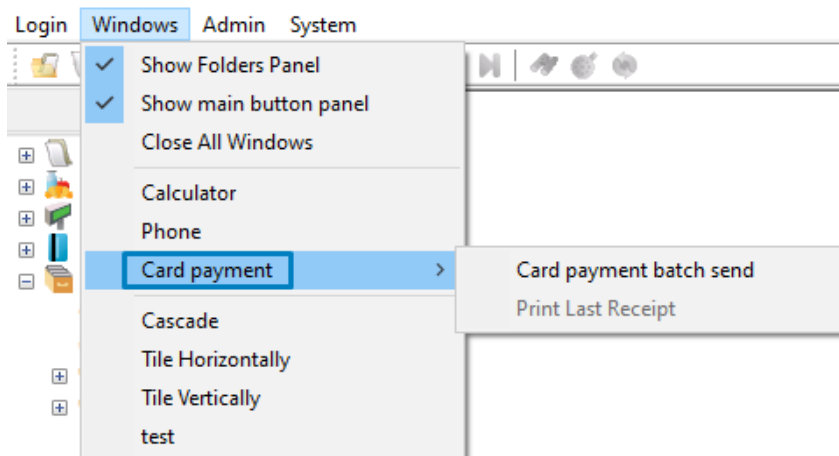 Login Windows Admin System
Show Folders Panel
Show main button panel
Close All Windows
Calculator
Phone
Card payment
Card payment batch send
Print Last Receipt
Cascade
Tile Horizontally
Tile Vertically
test